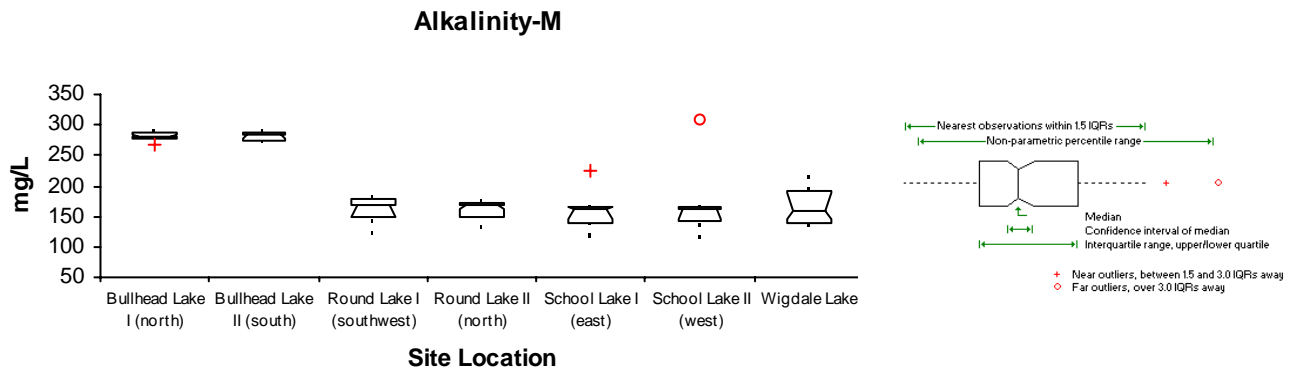 Alkalinity-M
350
300
250
200
150
100
50
mg/L
Bullhead Lake I (north)
Bullhead Lake II (south)
Round Lake I (southwest)
Round Lake II (north)
School Lake I (east)
School Lake II (west)
Wigdale Lake
Site Location
Nearest observations within 1.5 IQRs
Non-parametric percentile range
Median
Confidence interval of median
Interquartile range, upper/lower quartile
Near outliers, between 1.5 and 3.0 IQRs away
Far outliers, over 3.0 IQRs away